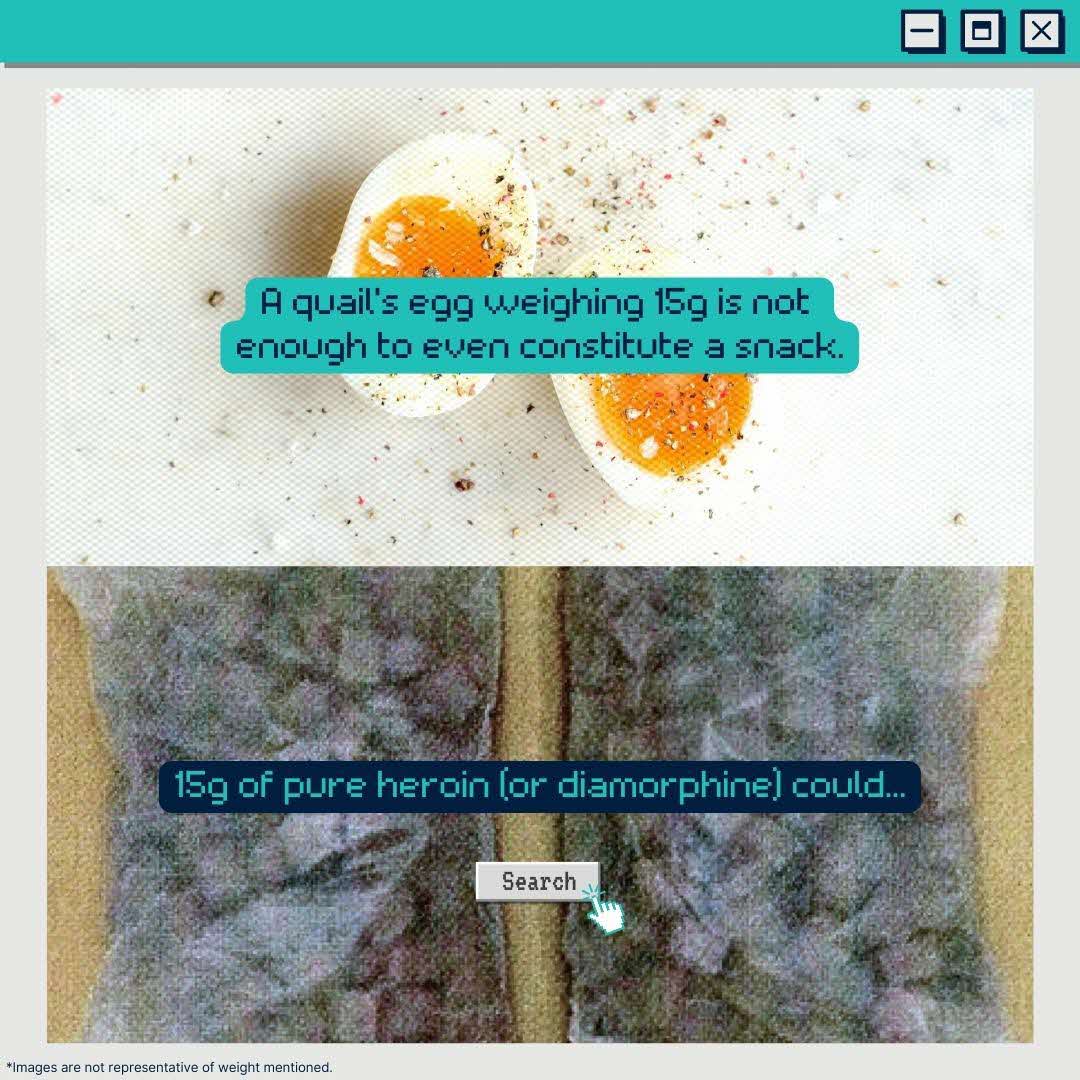 A quail's egg weighing 15g is not
enough to even constitute a snack.
15g of pure heroin (or diamorphine) could...
Search
*Images are not representative of weight mentioned.